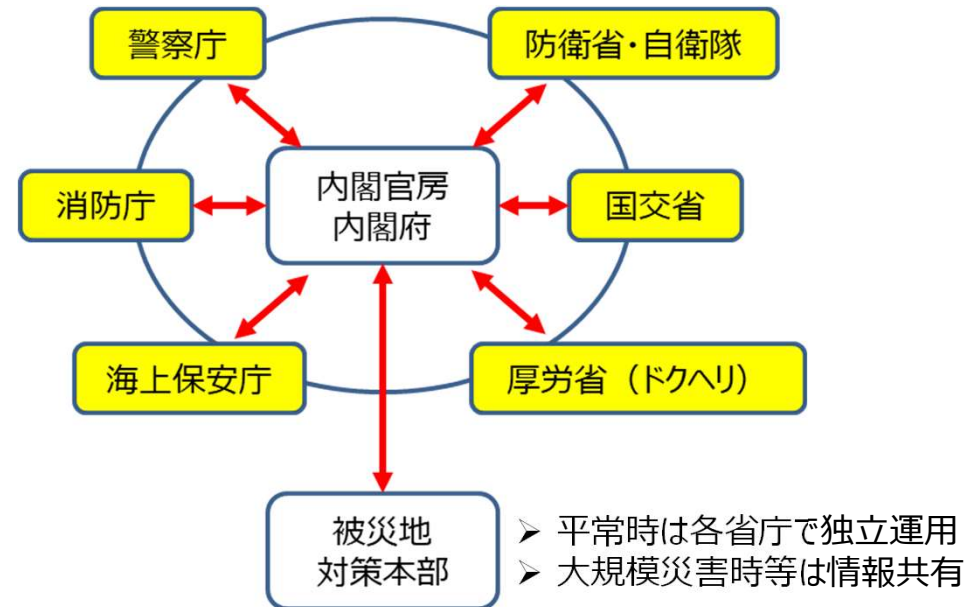 警察庁
防衛省・自衛隊
消防庁
内閣官房
内閣府
国交省
海上保安庁
厚労省（ドクヘリ）
被災地
対策本部
➢ 平常時は各省庁で独立運用
➢ 大規模災害時等は情報共有